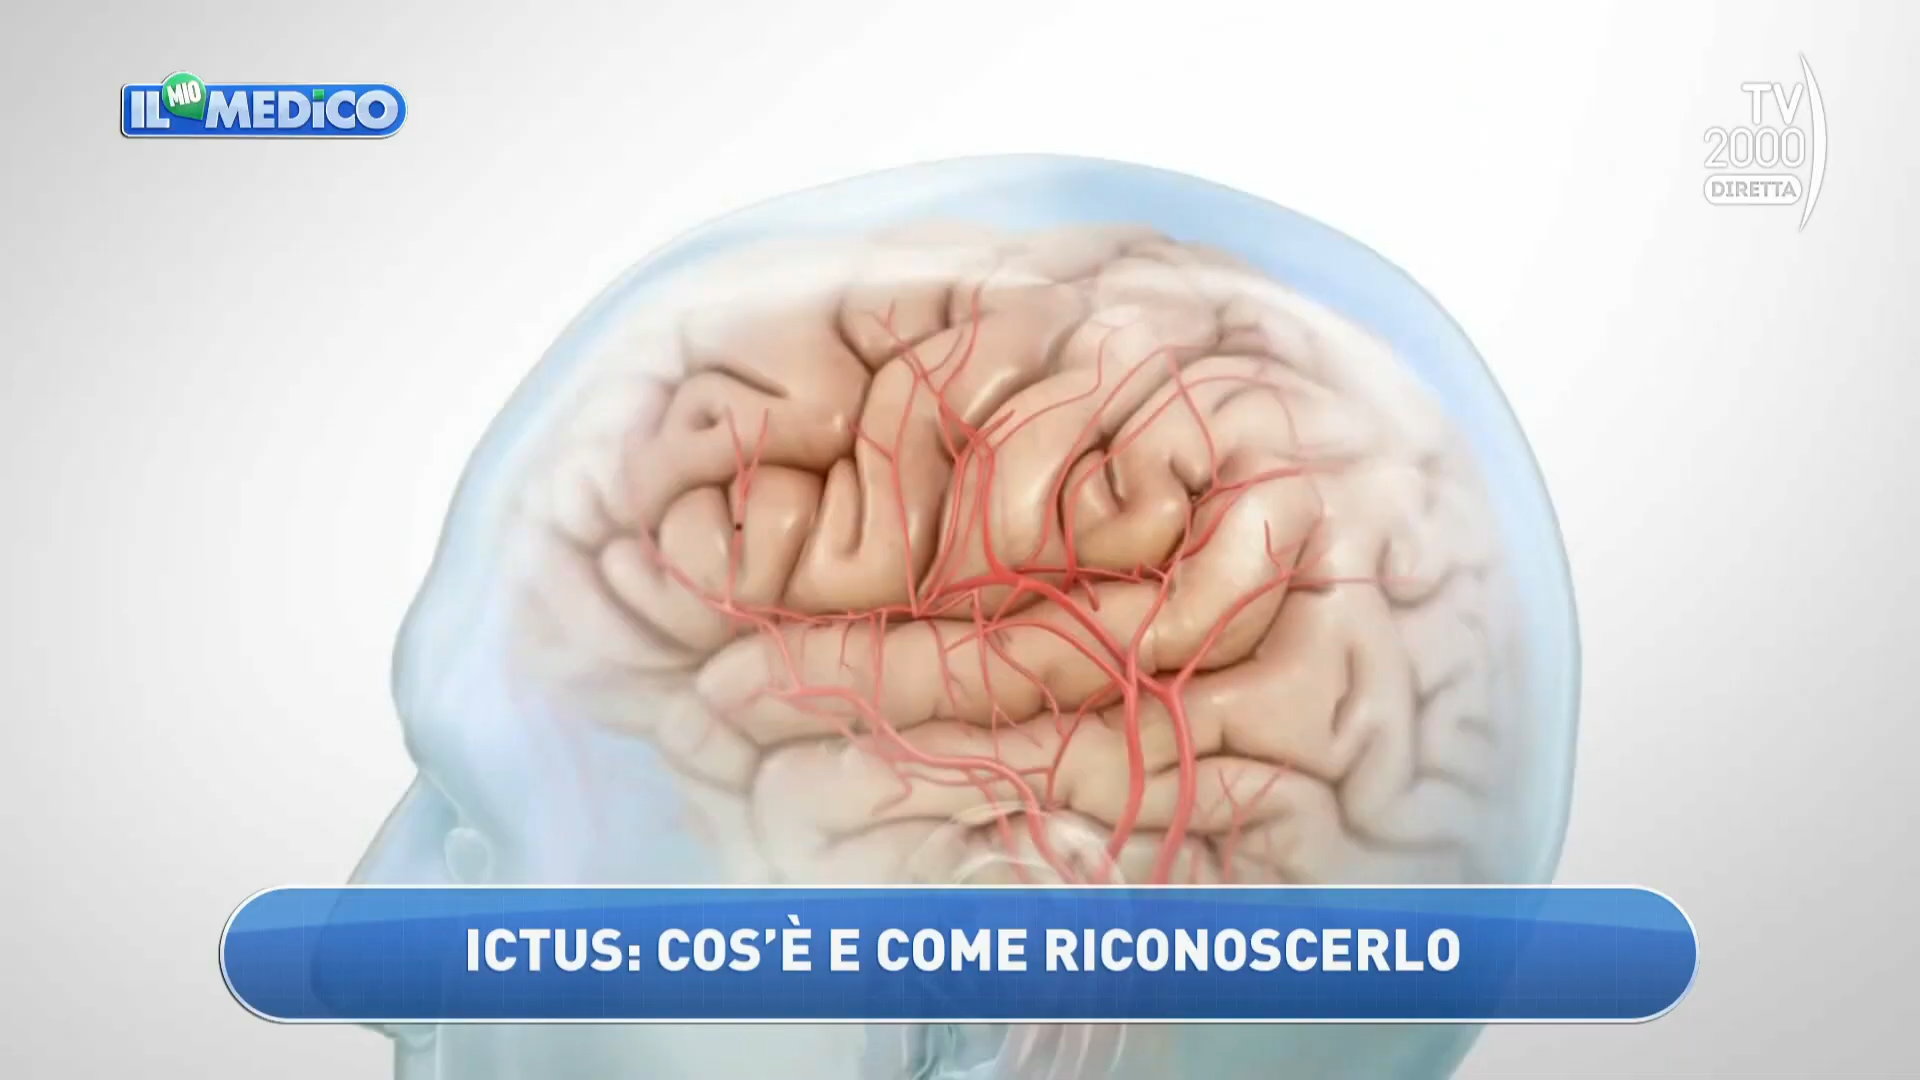 IL MIO MEDICO
TV
2000
DIRETTA
ICTUS: COS'È E COME RICONOSCERLO